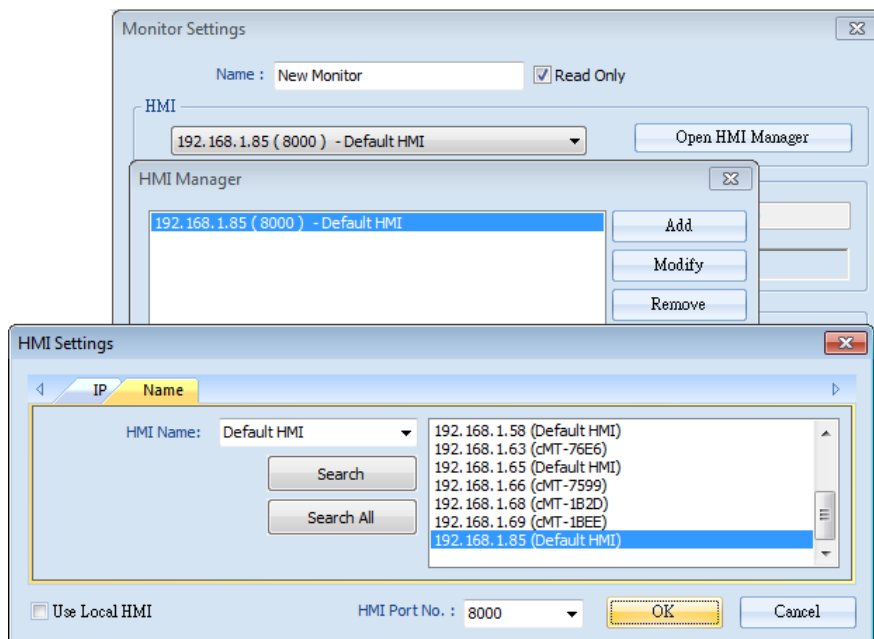 Monitor Settings
Name : New Monitor Read Only
HMI
192.168.1.85 ( 8000 ) - Default HMI Open HMI Manager
HMI Manager
192.168.1.85 ( 8000 ) - Default HMI
Add
Modify
Remove
HMI Settings
IP Name
HMI Name: Default HMI
Search
Search All
192.168.1.58 (Default HMI)
192.168.1.63 (cMT-76E6)
192.168.1.65 (Default HMI)
192.168.1.66 (cMT-7599)
192.168.1.68 (cMT-1B2D)
192.168.1.69 (cMT-1BEE)
192.168.1.85 (Default HMI)
Use Local HMI HMI Port No. : 8000 OK Cancel